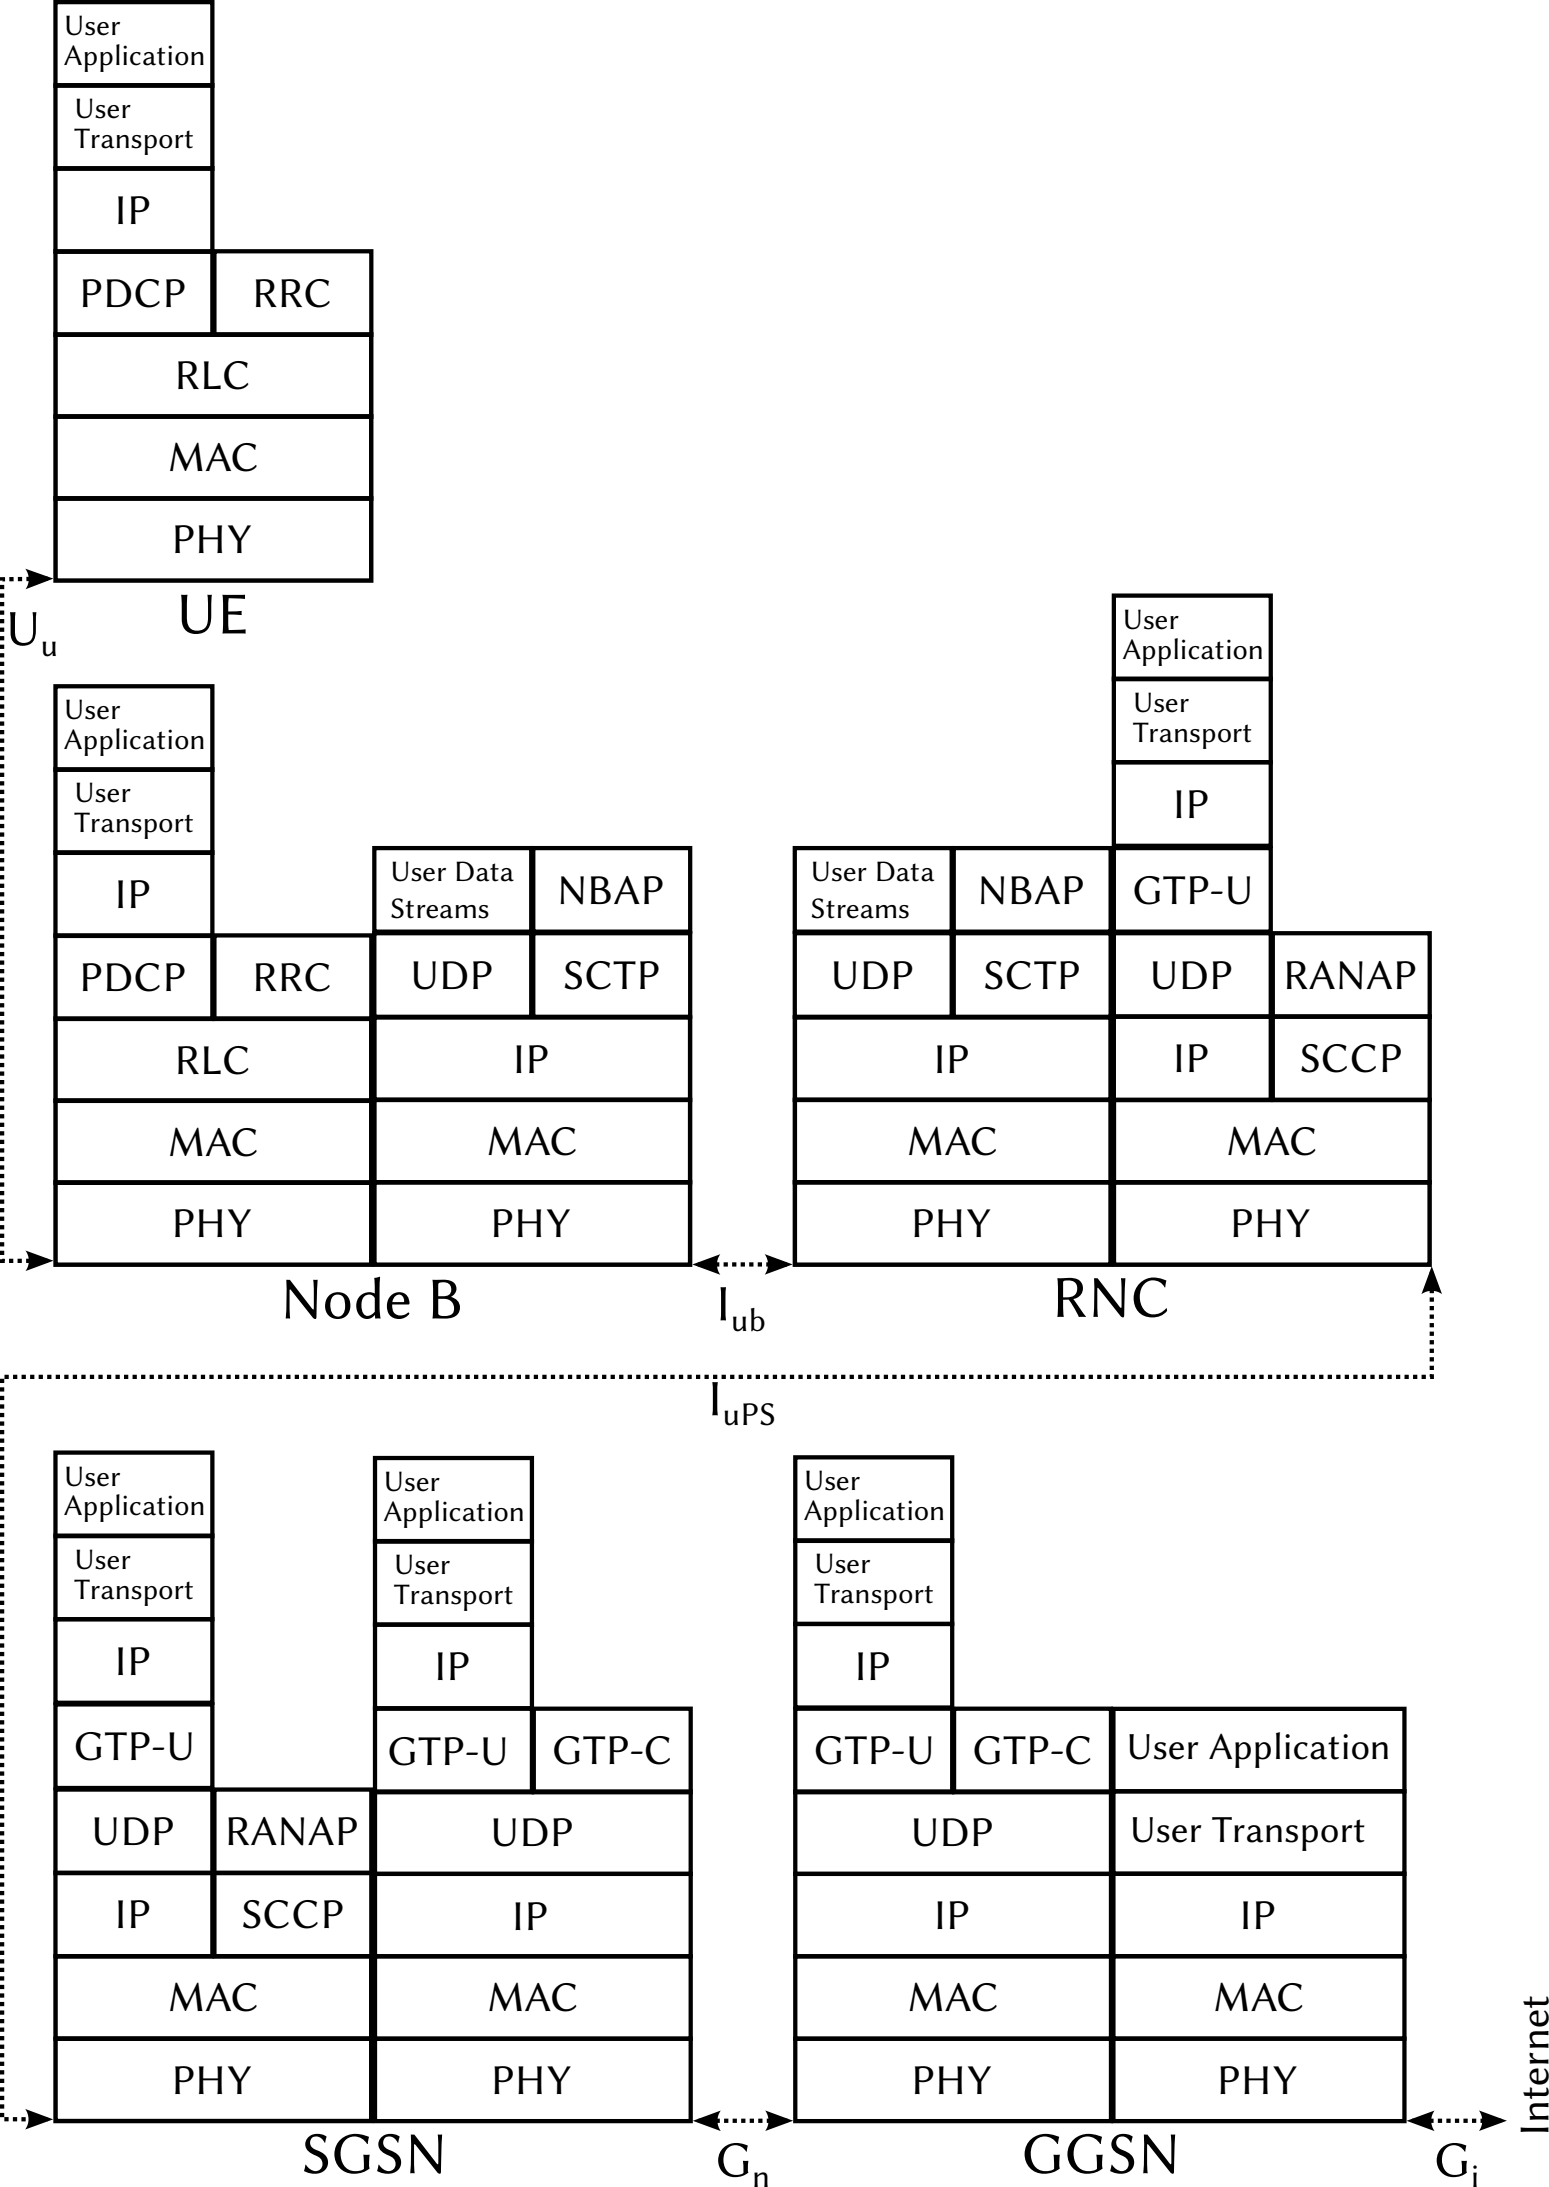 User
Application
User
Transport
IP
PDCP RRC
RLC
MAC
PHY
UE
Uu
User
Application
User
Transport
IP
PDCP RRC
RLC
MAC
PHY
User Data
Streams
NBAP
UDP SCTP
IP
MAC
PHY
Node B
Iub
User Data
Streams
NBAP
UDP SCTP
IP
MAC
PHY
User
Application
User
Transport
IP
GTP-U
UDP RANAP
IP SCCP
MAC
PHY
RNC
IuPS
User
Application
User
Transport
IP
GTP-U
UDP RANAP
IP SCCP
MAC
PHY
User
Application
User
Transport
IP
GTP-U GTP-C
UDP
IP
MAC
PHY
SGSN
Gn
User
Application
User
Transport
IP
GTP-U GTP-C
UDP
IP
MAC
PHY
User Application
User Transport
IP
MAC
PHY
GGSN
Gi
Internet